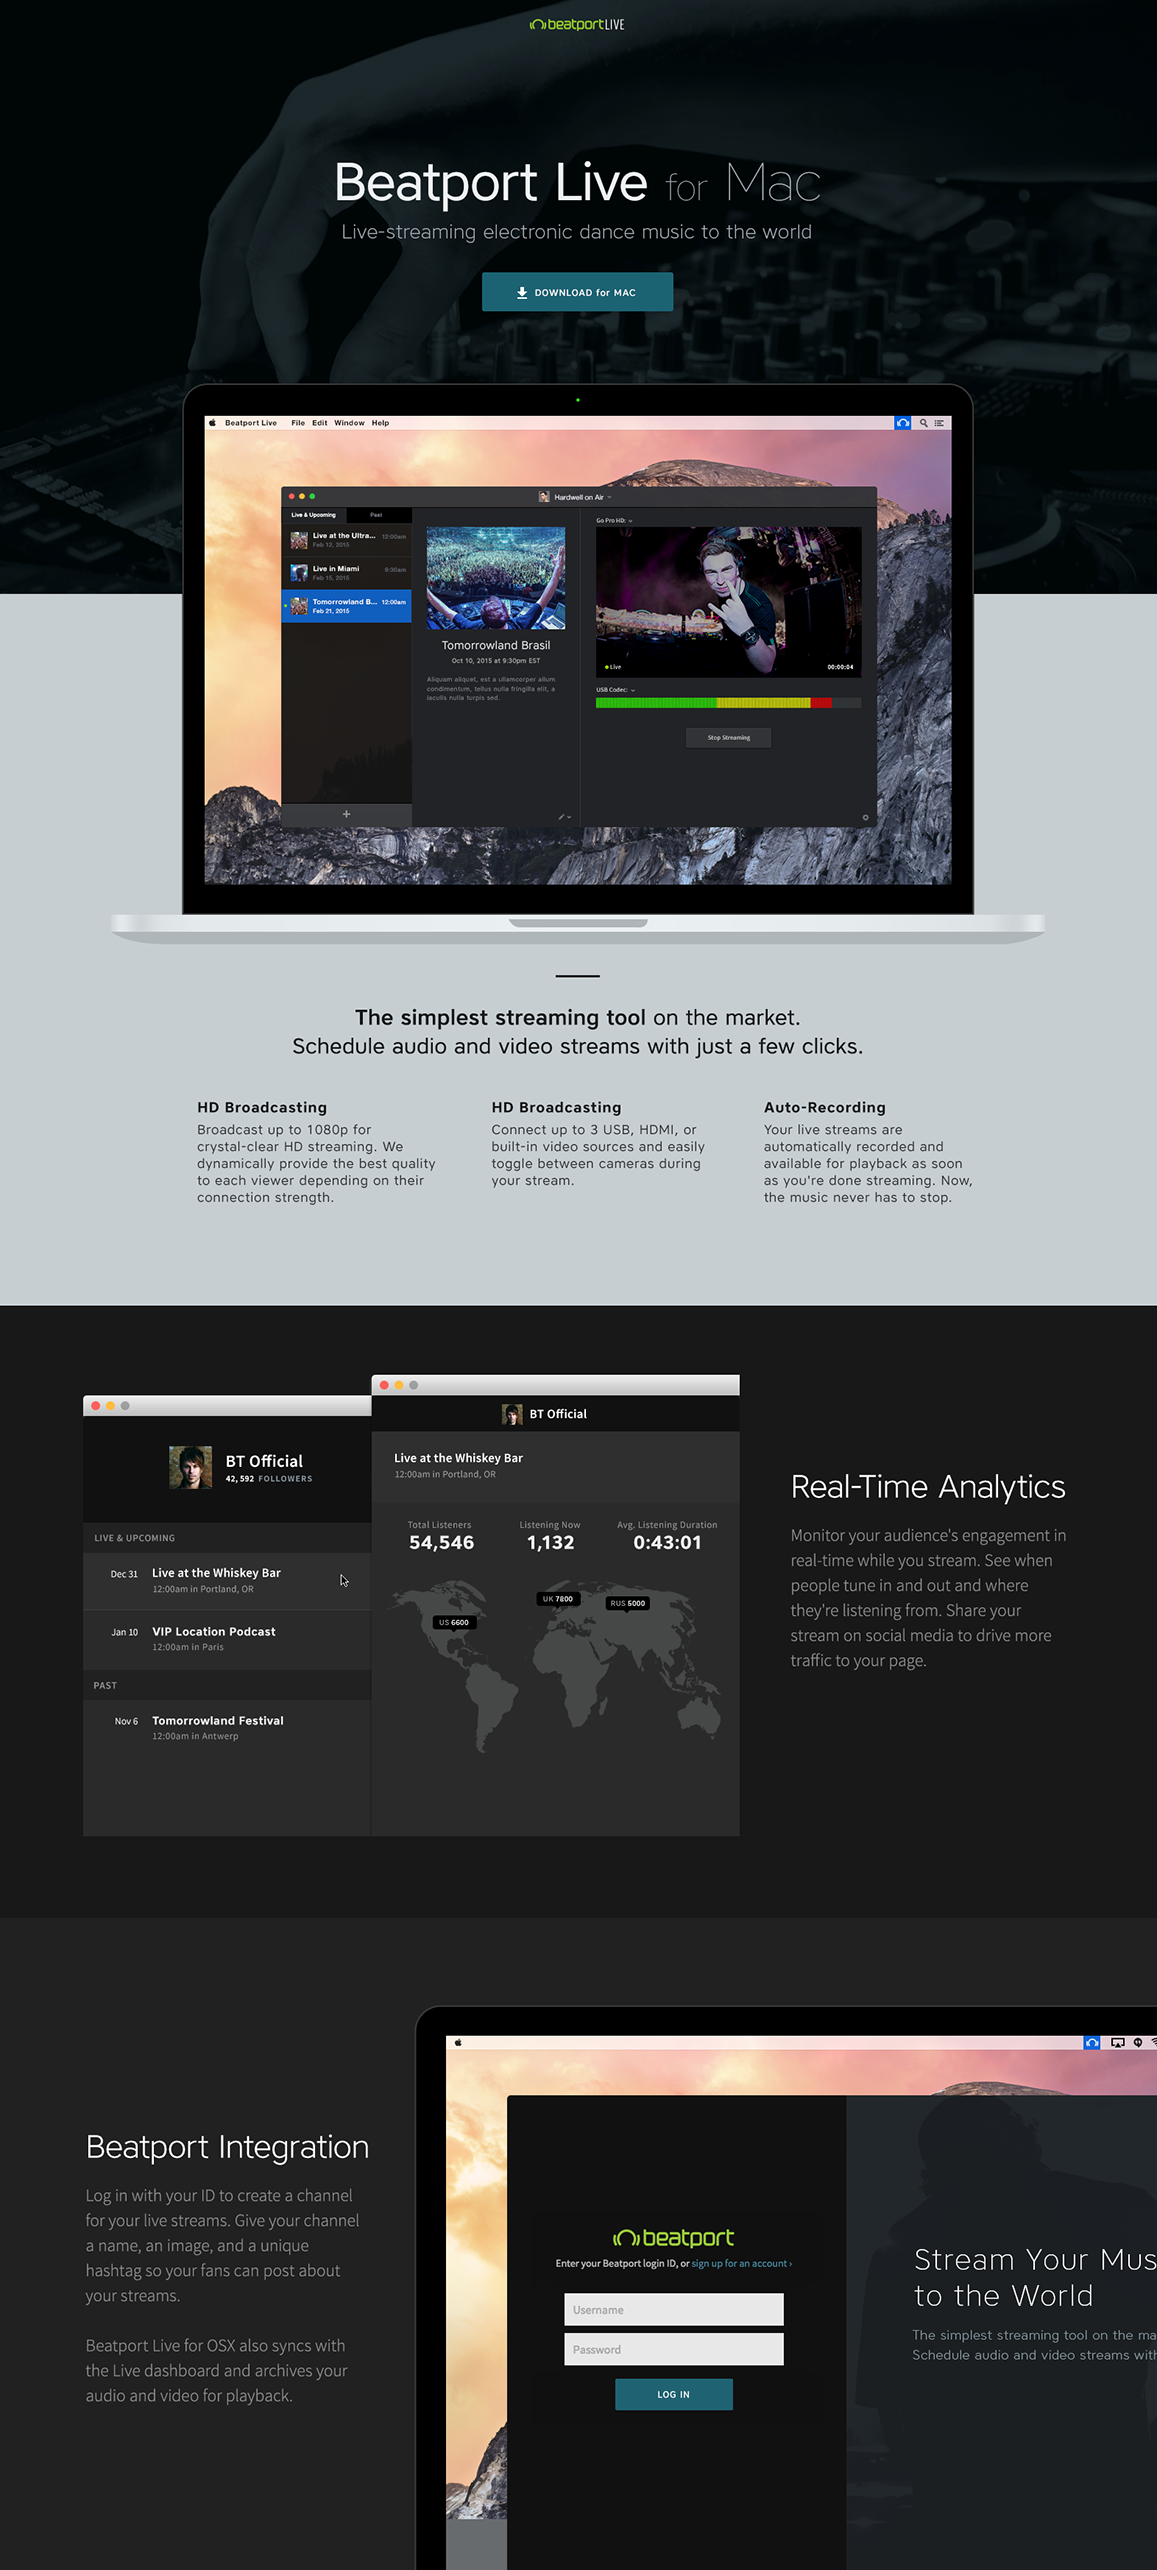 beatport LIVE
Beatport Live for Mac
Live-streaming electronic dance music to the world
DOWNLOAD for MAC
Beatport Live File Edit Window Help
Hardwell on Air
Live & Upcoming Past
Live at the Ultra... 12:00am
Feb 12, 2015
Live in Miami 9:30am
Feb 15, 2015
Tomorrowland B... 12:00am
Feb 21, 2015
Tomorrowland Brasil
Oct 10, 2015 at 9:30pm EST
Aliquam aliquet, est a ullamcorper allum
condimentum, tellus nulla fringilla elit, a
iaculis nulla turpis sed.
Go Pro HD:
Live 00:00:04
USB Codec:
Stop Streaming
The simplest streaming tool on the market.
Schedule audio and video streams with just a few clicks.
HD Broadcasting
Broadcast up to 1080p for
crystal-clear HD streaming. We
dynamically provide the best quality
to each viewer depending on their
connection strength.
HD Broadcasting
Connect up to 3 USB, HDMI, or
built-in video sources and easily
toggle between cameras during
your stream.
Auto-Recording
Your live streams are
automatically recorded and
available for playback as soon
as you're done streaming. Now,
the music never has to stop.
BT Official
42, 592 FOLLOWERS
LIVE & UPCOMING
Dec 31 Live at the Whiskey Bar
12:00am in Portland, OR
Jan 10 VIP Location Podcast
12:00am in Paris
PAST
Nov 6 Tomorrowland Festival
12:00am in Antwerp
BT Official
Live at the Whiskey Bar
12:00am in Portland, OR
Total Listeners Listening Now Avg. Listening Duration
54,546 1,132 0:43:01
UK 7800
RUS 5000
US 6600
Real-Time Analytics
Monitor your audience's engagement in
real-time while you stream. See when
people tune in and out and where
they're listening from. Share your
stream on social media to drive more
traffic to your page.
Beatport Integration
Log in with your ID to create a channel
for your live streams. Give your channel
a name, an image, and a unique
hashtag so your fans can post about
your streams.
Beatport Live for OSX also syncs with
the Live dashboard and archives your
audio and video for playback.
beatport
Enter your Beatport login ID, or sign up for an account ›
Username
Password
LOG IN
Stream Your Mus
to the World
The simplest streaming tool on the ma
Schedule audio and video streams with